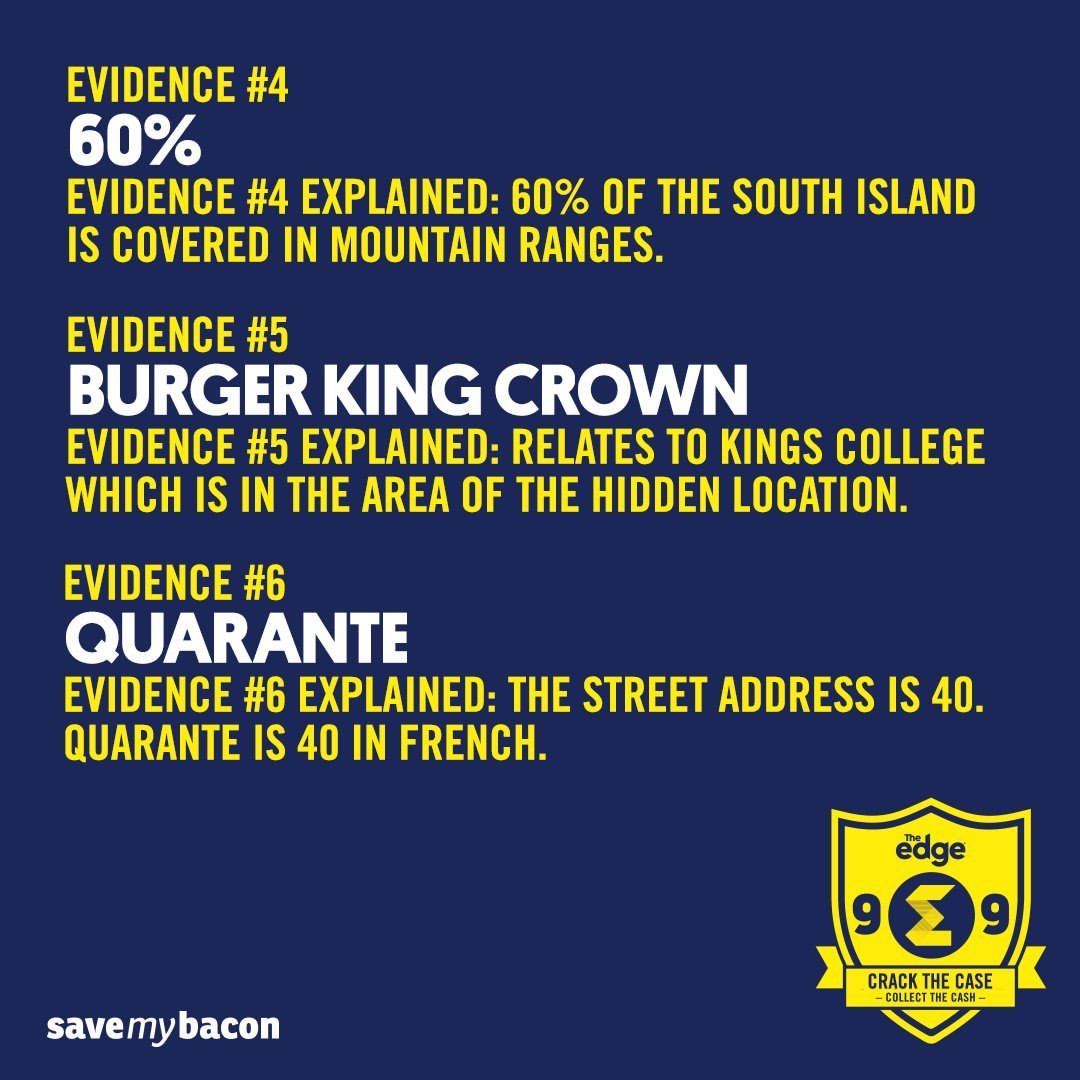 EVIDENCE #4
60%
EVIDENCE #4 EXPLAINED: 60% OF THE SOUTH ISLAND
IS COVERED IN MOUNTAIN RANGES.
EVIDENCE #5
BURGER KING CROWN
EVIDENCE #5 EXPLAINED: RELATES TO KINGS COLLEGE
WHICH IS IN THE AREA OF THE HIDDEN LOCATION.
EVIDENCE #6
QUARANTE
EVIDENCE #6 EXPLAINED: THE STREET ADDRESS IS 40.
QUARANTE IS 40 IN FRENCH.
The
edge
9 9
CRACK THE CASE
– COLLECT THE CASH –
savemybacon